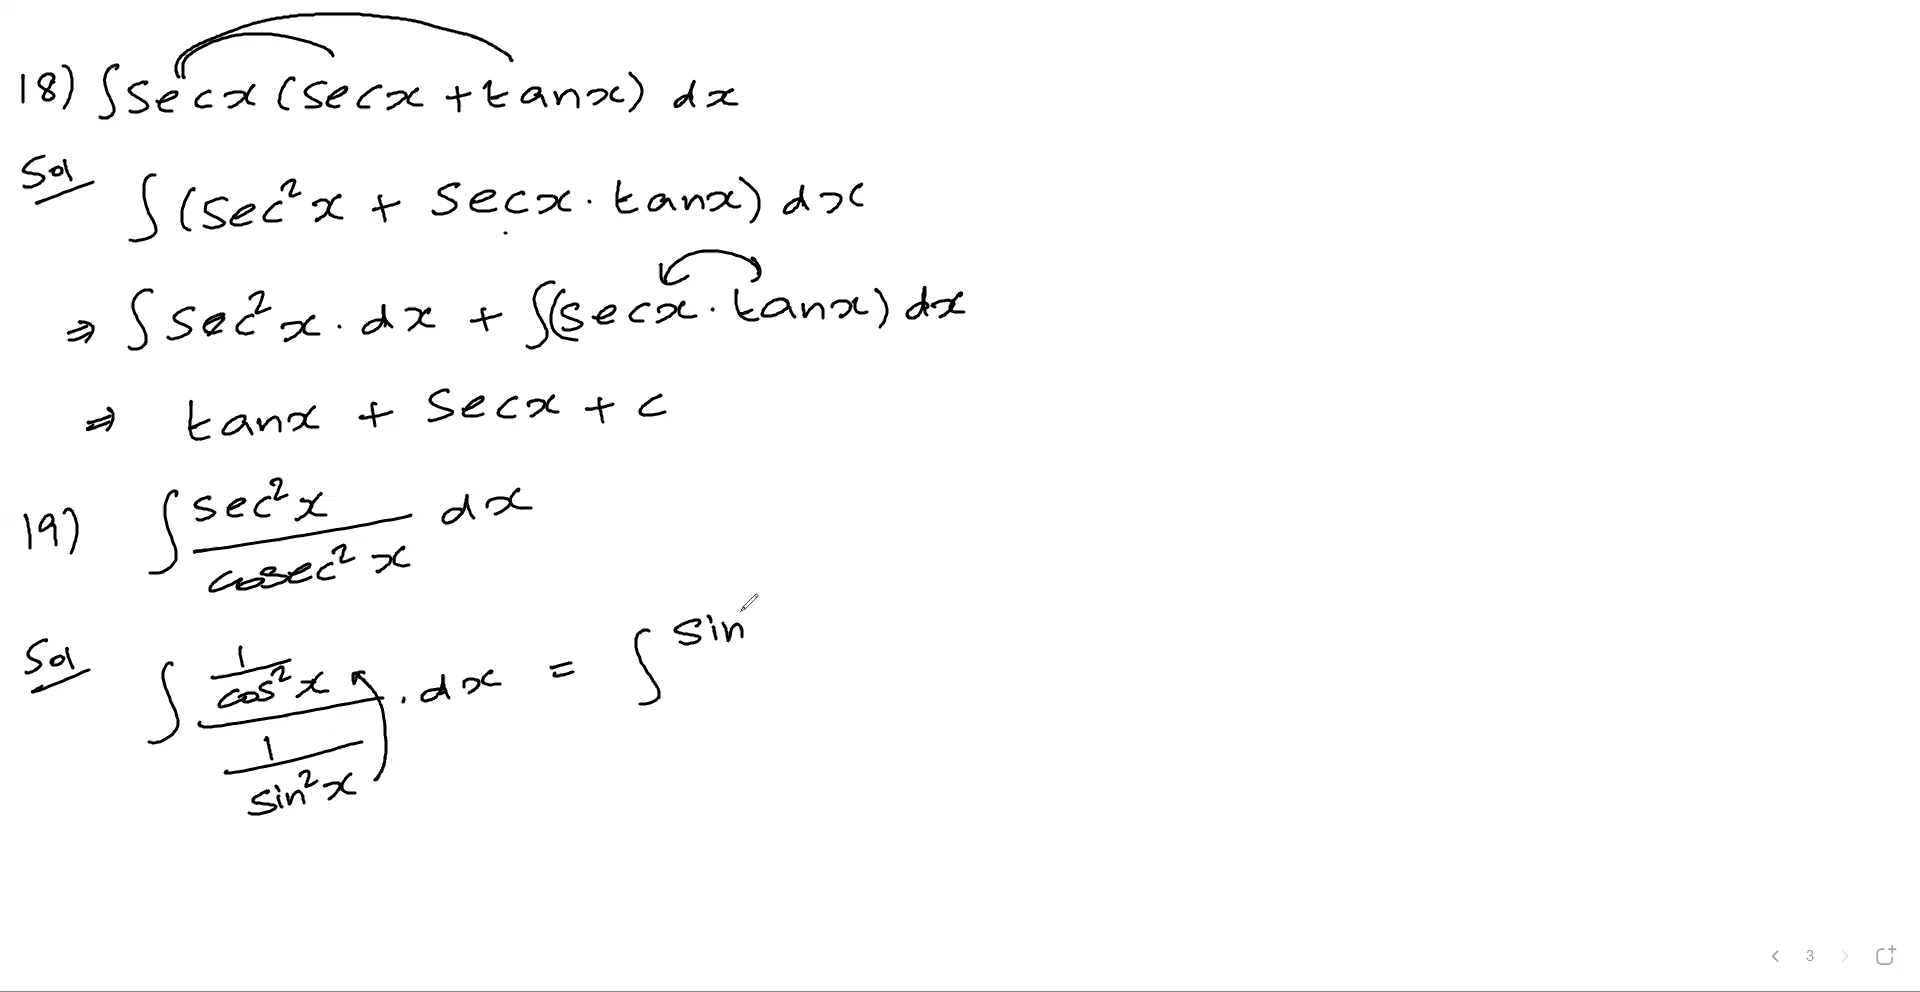 18) ∫secx (secx + tanx) dx
Sol
∫(sec²x + secx · tanx) dx
⇒ ∫sec²x · dx + ∫(secx · tanx) dx
⇒ tanx + secx + c
19) ∫ sec²x / cosec²x dx
Sol
∫ (1/cos²x) / (1/sin²x) · dx = ∫ sin
3